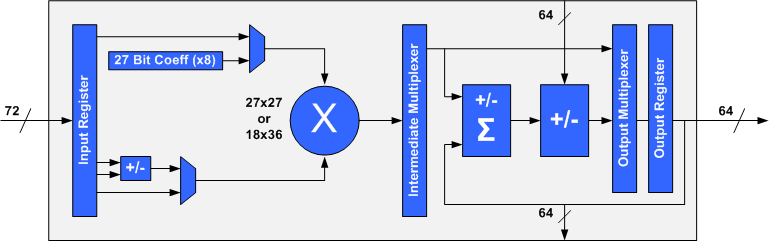 64
72
Input Register
27 Bit Coeff (x8)
+/-
27x27
or
18x36
X
Intermediate Multiplexer
+/-
Σ
+/-
Output Multiplexer
Output Register
64
64